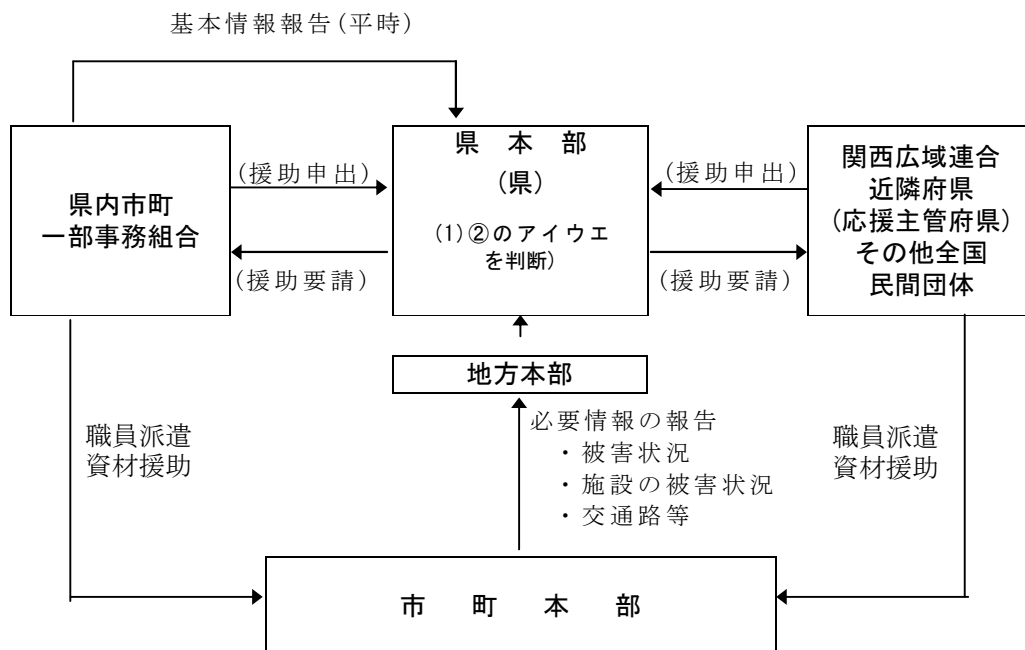 基本情報報告(平時)
県内市町
一部事務組合
(援助申出)
(援助要請)
県本部
(県)
(1)②のアイウエ
を判断)
(援助申出)
(援助要請)
関西広域連合
近隣府県
(応援主管府県)
その他全国
民間団体
地方本部
職員派遣
資材援助
必要情報の報告
・被害状況
・施設の被害状況
・交通路等
職員派遣
資材援助
市町本部